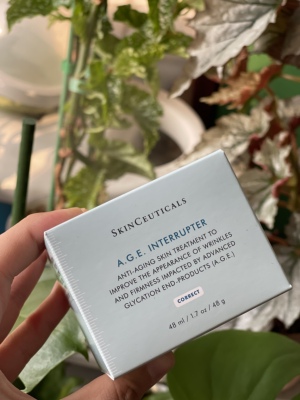 SKINCEUTICALS
A.G.E. INTERRUPTER
ANTI-AGING SKIN TREATMENT TO
IMPROVE THE APPEARANCE OF WRINKLES
AND FIRMNESS IMPACTED BY ADVANCED
GLYCATION END-PRODUCTS (A.G.E.)
CORRECT
48 ml / 1.7 oz / 48 g